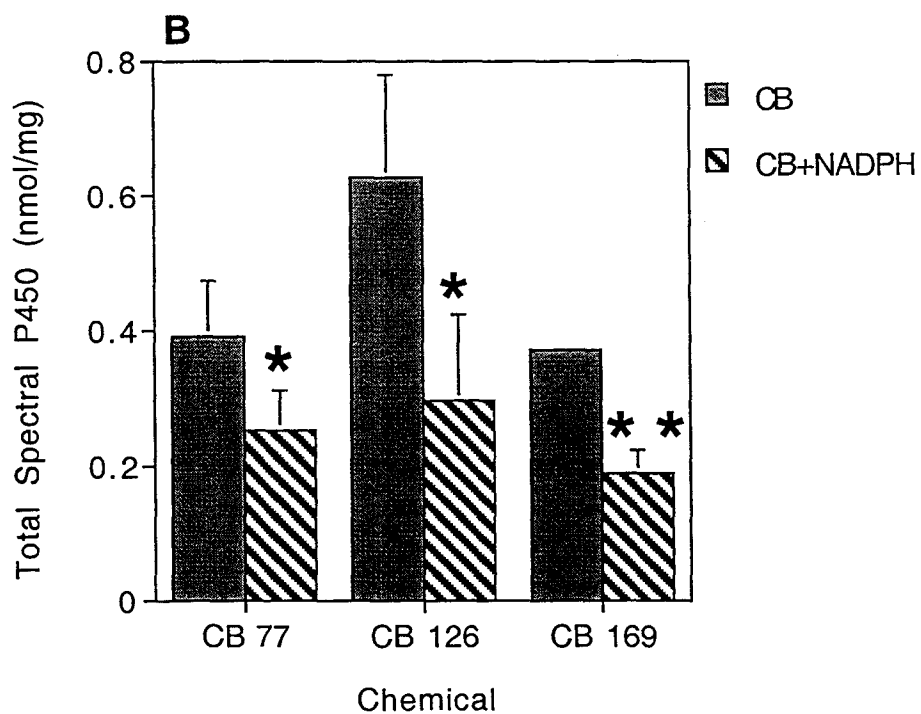 B
Total Spectral P450 (nmol/mg)
0.8
0.6
0.4
0.2
0
*
*
* *
CB 77
CB 126
CB 169
Chemical
CB
CB+NADPH